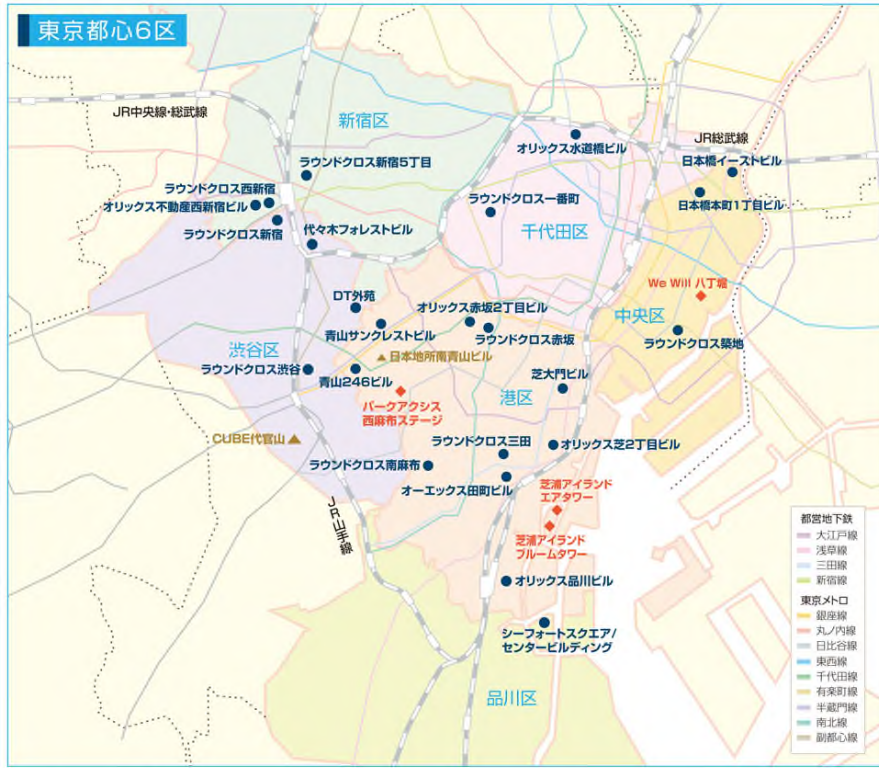 東京都心6区
JR中央線・総武線
新宿区
オリックス水道橋ビル
JR総武線
日本橋イーストビル
ラウンドクロス新宿5丁目
ラウンドクロス西新宿
オリックス不動産西新宿ビル
ラウンドクロス新宿
代々木フォレストビル
ラウンドクロス一番町
千代田区
日本橋本町1丁目ビル
We Will 八丁堀
中央区
ラウンドクロス築地
DT外苑
オリックス赤坂2丁目ビル
青山サンクレストビル
ラウンドクロス赤坂
渋谷区
日本地所南青山ビル
ラウンドクロス渋谷
青山246ビル
芝大門ビル
港区
パークアクシス
西麻布ステージ
CUBE代官山
ラウンドクロス三田
オリックス芝2丁目ビル
ラウンドクロス南麻布
オーエックス田町ビル
芝浦アイランド
エアタワー
芝浦アイランド
ブルームタワー
JR山手線
オリックス品川ビル
シーフォートスクエア/
センタービルディング
品川区
都営地下鉄
大江戸線
浅草線
三田線
新宿線
東京メトロ
銀座線
丸ノ内線
日比谷線
東西線
千代田線
有楽町線
半蔵門線
南北線
副都心線